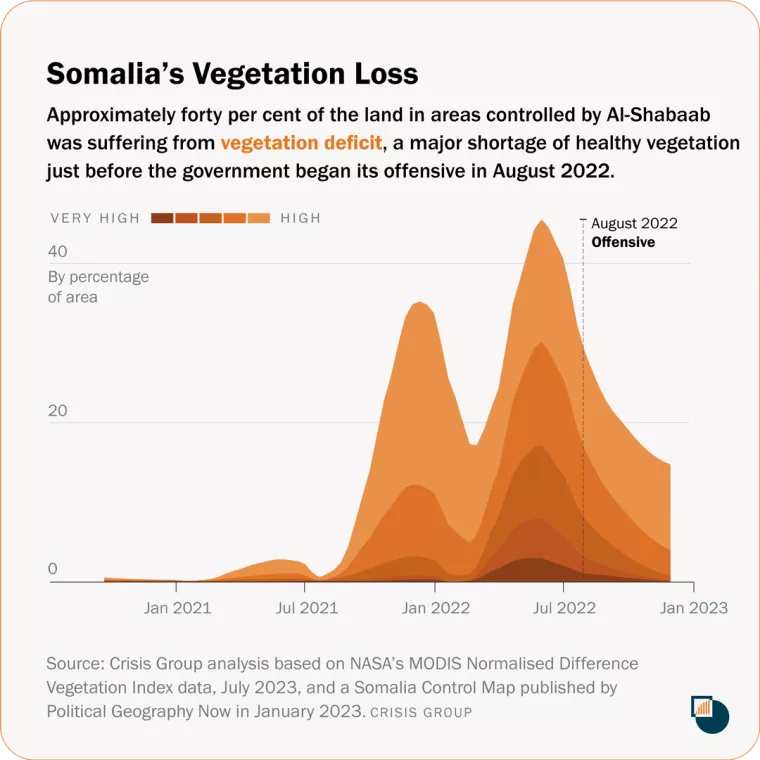 Somalia's Vegetation Loss
Approximately forty per cent of the land in areas controlled by Al-Shabaab
was suffering from vegetation deficit, a major shortage of healthy vegetation
just before the government began its offensive in August 2022.
VERY HIGH HIGH
August 2022
Offensive
40
By percentage
of area
20
0
Jan 2021 Jul 2021 Jan 2022 Jul 2022 Jan 2023
Source: Crisis Group analysis based on NASA's MODIS Normalised Difference
Vegetation Index data, July 2023, and a Somalia Control Map published by
Political Geography Now in January 2023. CRISIS GROUP